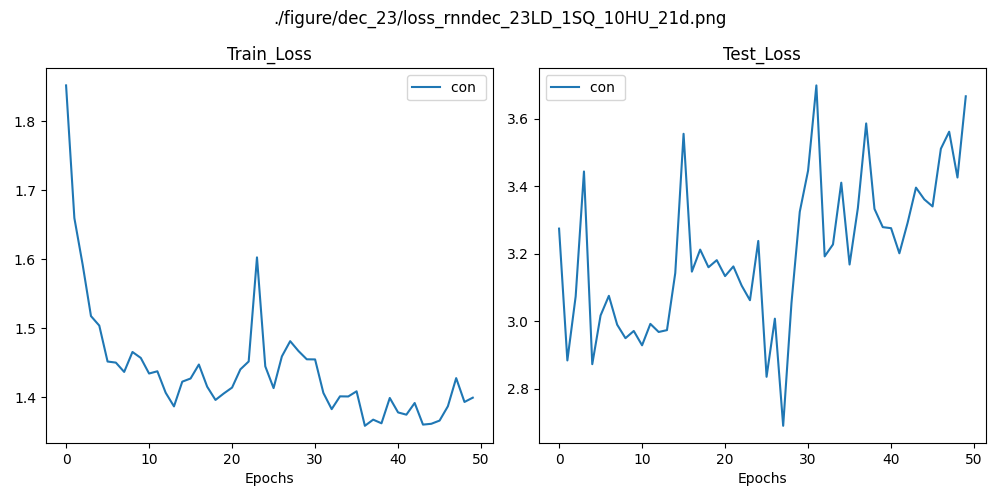 ./figure/dec_23/loss_rnndec_23LD_1SQ_10HU_21d.png
Train_Loss
con
1.8
1.7
1.6
1.5
1.4
0 10 20 30 40 50
Epochs
Test_Loss
con
3.6
3.4
3.2
3.0
2.8
0 10 20 30 40 50
Epochs